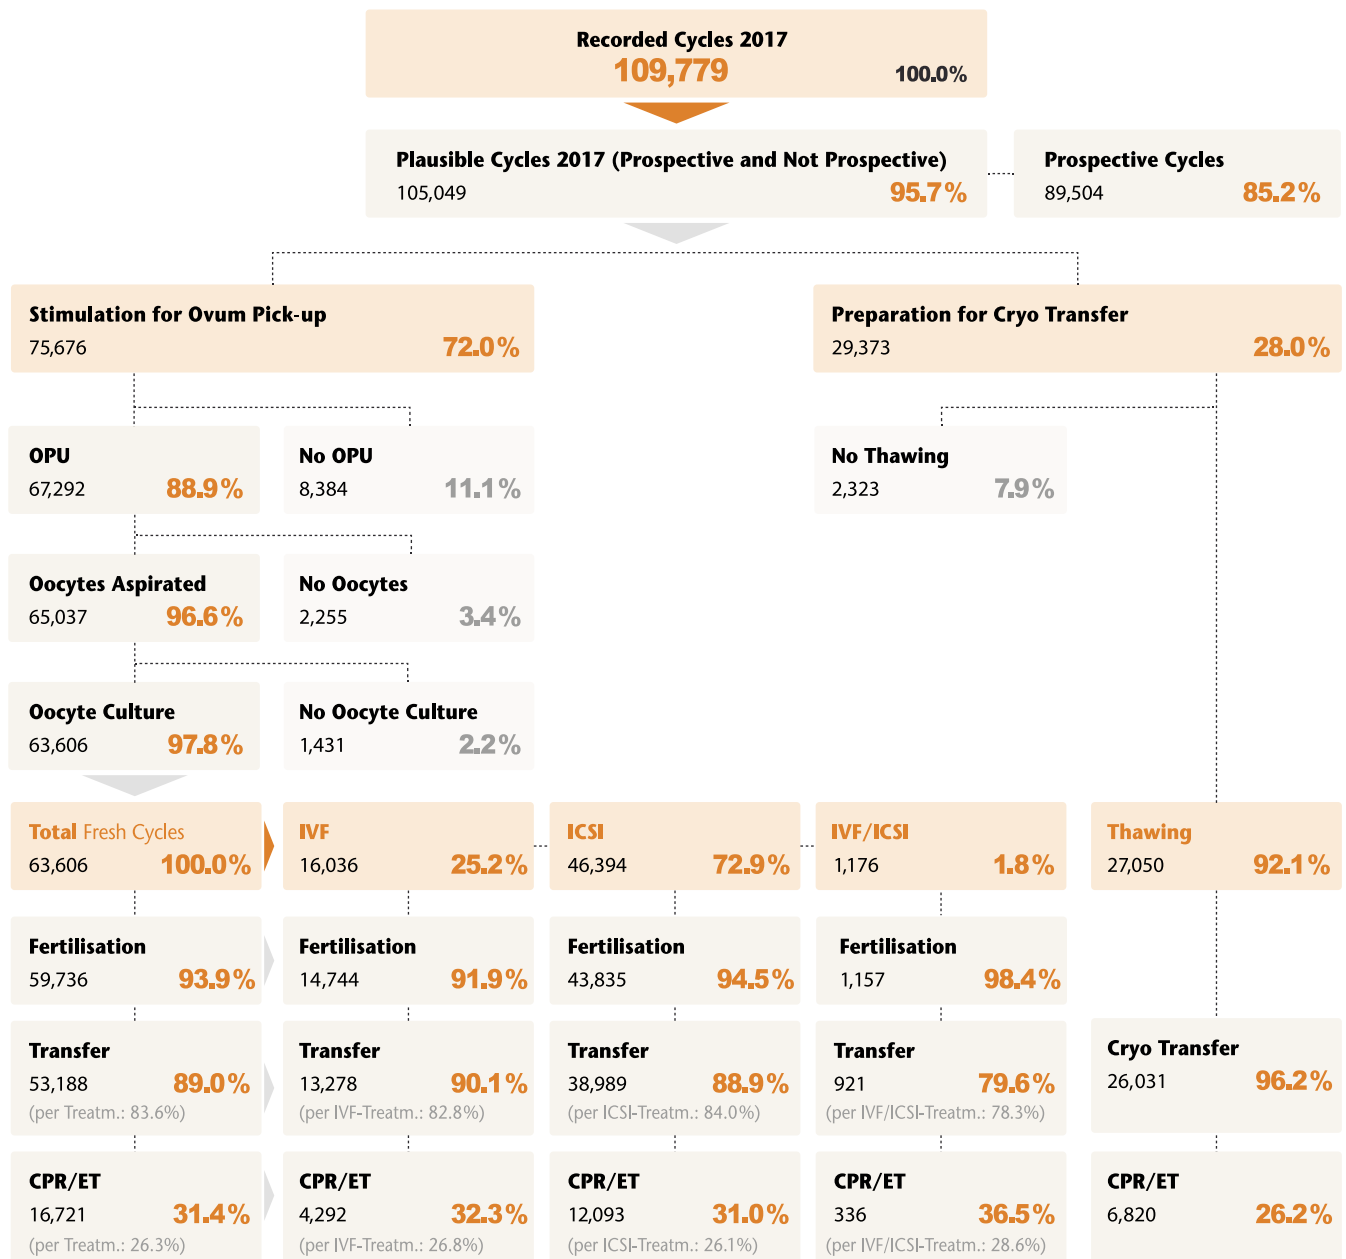 Recorded Cycles 2017
109,779 100.0%
Plausible Cycles 2017 (Prospective and Not Prospective)
105,049 95.7%
Prospective Cycles
89,504 85.2%
Stimulation for Ovum Pick-up
75,676 72.0%
Preparation for Cryo Transfer
29,373 28.0%
OPU
67,292 88.9%
No OPU
8,384 11.1%
No Thawing
2,323 7.9%
Oocytes Aspirated
65,037 96.6%
No Oocytes
2,255 3.4%
Oocyte Culture
63,606 97.8%
No Oocyte Culture
1,431 2.2%
Total Fresh Cycles
63,606 100.0%
IVF
16,036 25.2%
ICSI
46,394 72.9%
IVF/ICSI
1,176 1.8%
Thawing
27,050 92.1%
Fertilisation
59,736 93.9%
Fertilisation
14,744 91.9%
Fertilisation
43,835 94.5%
Fertilisation
1,157 98.4%
Transfer
53,188 89.0%
(per Treatm.: 83.6%)
Transfer
13,278 90.1%
(per IVF-Treatm.: 82.8%)
Transfer
38,989 88.9%
(per ICSI-Treatm.: 84.0%)
Transfer
921 79.6%
(per IVF/ICSI-Treatm.: 78.3%)
Cryo Transfer
26,031 96.2%
CPR/ET
16,721 31.4%
(per Treatm.: 26.3%)
CPR/ET
4,292 32.3%
(per IVF-Treatm.: 26.8%)
CPR/ET
12,093 31.0%
(per ICSI-Treatm.: 26.1%)
CPR/ET
336 36.5%
(per IVF/ICSI-Treatm.: 28.6%)
CPR/ET
6,820 26.2%